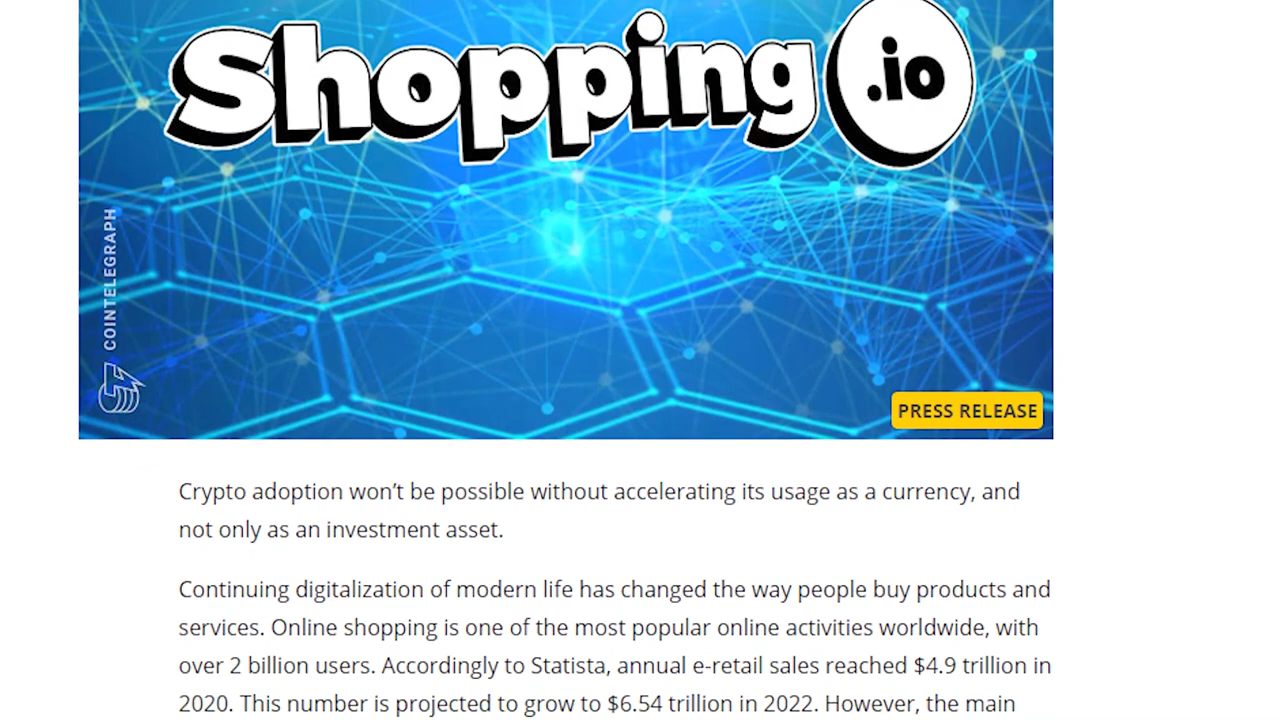 Shopping .io
COINTELEGRAPH
PRESS RELEASE
Crypto adoption won’t be possible without accelerating its usage as a currency, and
not only as an investment asset.
Continuing digitalization of modern life has changed the way people buy products and
services. Online shopping is one of the most popular online activities worldwide, with
over 2 billion users. Accordingly to Statista, annual e-retail sales reached $4.9 trillion in
2020. This number is projected to grow to $6.54 trillion in 2022. However, the main